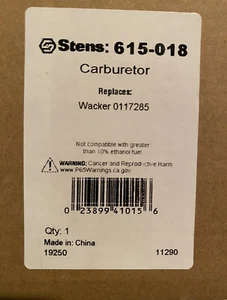 Stens: 615-018
Carburetor
Replaces:
Wacker 0117285
Not compatible with greater
than 10% ethanol fuel
WARNING: Cancer and Reproductive Harm
www.P65Warnings.ca.gov
0 23899 41015 6
Qty: 1
Made in: China
19250 11290